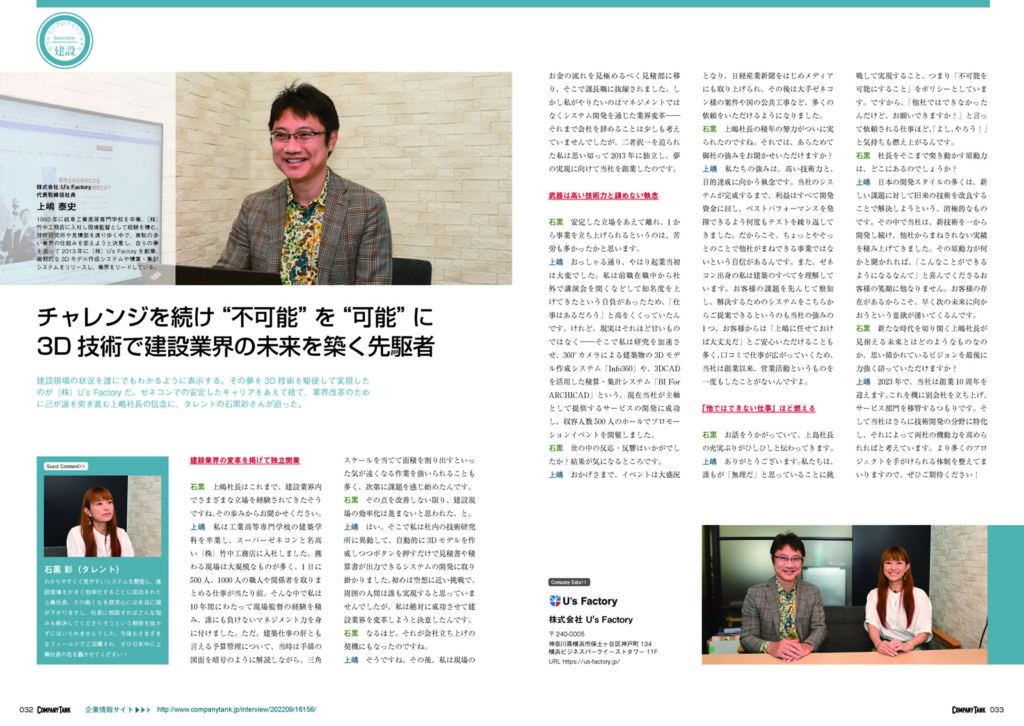 Interview
建設
株式会社 U's Factory
代表取締役社長
上嶋 泰史
1993年に岐阜工業高等専門学校を卒業。(株)
竹中工務店に入社し現場監督として経験を積む。
技術研究所や見積部を渡り歩く中で、無駄の多
い業界の仕組みを変えようと決意し、自らの夢
を追って2013年に(株)U's Factoryを創業。
画期的な3Dモデル作成システムや積算・集計
システムをリリースし、業界をリードしている。
チャレンジを続け “不可能” を “可能” に
3D 技術で建設業界の未来を築く先駆者
建設現場の状況を誰にでもわかるように表示する。その夢を3D技術を駆使して実現した
のが(株)U's Factoryだ。ゼネコンでの安定したキャリアをあえて捨て、業界改革のため
に己が道を突き進む上嶋社長の信念に、タレントの石黒彩さんが迫った。
Guest Comment>>
石黒 彩(タレント)
わかりやすくて見やすいシステムを開発し、建
設現場を大きく効率化することに成功された
上嶋社長。その飽くなき探求心には本当に頭
が下がりますし、社長に相談すればどんな悩
みも解決してくださりそうという期待を抱か
ずにはいられませんでした。今後もさまざま
なフィールドでご活躍され、ぜひ日本中に上
嶋社長の名を轟かせてください!
建設業界の変革を掲げて独立開業
石黒 上嶋社長はこれまで、建設業界内
でさまざまな立場を経験されてきたそう
ですね。その歩みからお聞かせください。
上嶋 私は工業高等専門学校の建築学
科を卒業し、スーパーゼネコンと名高
い(株)竹中工務店に入社しました。携
わる現場は大規模なものが多く、1日に
500人、1000人の職人や関係者を取りま
とめる仕事が当たり前。そんな中で私は
10年間にわたって現場監督の経験を積
み、誰にも負けないマネジメント力を身
に付けました。ただ、建築仕事の肝とも
言える予算管理について、当時は手描の
図面を暗号のように解読しながら、三角
スケールを当てて面積を割り出すといっ
た気が遠くなる作業を強いられることも
多く、次第に課題を感じ始めたんです。
石黒 その点を改善しない限り、建設現
場の効率化は進まないと思われた、と。
上嶋 はい。そこで私は社内の技術研究所
に異動して、自動的に3Dモデルを作
成しつつボタンを押すだけで見積書や積
算書が出力できるシステムの開発に取り
掛かりました。初めは空想に近い挑戦で、
周囲の人間は誰も実現すると思っていま
せんでしたが、私は絶対に成功させて建
設業界を変革しようと決意したんです。
石黒 なるほど。それが会社立ち上げの
契機にもなったのですね。
上嶋 そうですね。その後、私は現場の
お金の流れを見極めるべく見積部に移
り、そこで課長職に抜擢されました。し
かし私がやりたいのはマネジメントでは
なくシステム開発を通じた業界変革――
それまで会社を辞めることは少しも考え
ていませんでしたが、二者択一を迫られ
た私は思い切って2013年に独立し、夢
の実現に向けて当社を創業したのです。
武器は高い技術力と諦めない執念
石黒 安定した立場をあえて離れ、1か
ら事業を立ち上げられるというのは、苦
労も多かったかと思います。
上嶋 おっしゃる通り、やはり起業当初
は大変でした。私は前職在職中から社
外で講演会を開くなどして知名度を上
げてきたという自負があったため、「仕
事はあるだろう」と高をくくっていたん
です。けれど、現実はそれほど甘いもの
ではなく――そこで私は研究を加速さ
せ、360°カメラによる建築物の3Dモデ
ル作成システム「Info360」や、3DCAD
を活用した積算・集計システム「BI For
ARCHICAD」という、現在当社が主軸
として提供するサービスの開発に成功
し、収容人数500人のホールでプロモー
ションイベントを開催しました。
石黒 世の中の反応・反響はいかがでし
たか?結果が気になるところです。
上嶋 おかげさまで、イベントは大盛況
となり、日経産業新聞をはじめメディア
にも取り上げられ、その後は大手ゼネコ
ン様の案件や国の公共工事など、多くの
依頼をいただけるようになりました。
石黒 上嶋社長の積年の努力がついに実
られたのですね。それでは、あらためて
御社の強みをお聞かせいただけますか?
上嶋 私たちの強みは、高い技術力と、
目的達成に向かう執念です。当社のシス
テムが完成するまで、利益はすべて開発
資金に回し、ベストパフォーマンスを発
揮できるよう何度もテストを繰り返して
きました。だからこそ、ちょっとやそっ
とのことで他社がまねできる事業ではな
いという自信があるんです。また、ゼネ
コン出身の私は建築のすべてを理解して
います。お客様の課題を先んじて察知
し、解決するためのシステムをこちらか
らご提案できるというのも当社の強みの
1つ。お客様からは「上嶋に任せておけ
ば大丈夫だ」とご安心いただけることも
多く、口コミで仕事が広がっていくため、
当社は創業以来、営業活動というものを
一度もしたことがないんですよ。
「他ではできない仕事」ほど燃える
石黒 お話をうかがっていて、上島社長
の充実ぶりがひしひしと伝わってきます。
上嶋 ありがとうございます。私たちは、
誰もが「無理だ」と思っていることに挑
戦して実現すること、つまり「不可能を
可能にすること」をポリシーとしていま
す。ですから、「他社ではできなかった
んだけど、お願いできますか?」と言っ
て依頼される仕事ほど、「よし、やろう!」
と気持ちも燃え上がるんです。
石黒 社長をそこまで突き動かす原動力
は、どこにあるのでしょう。
上嶋 日本の開発スタイルの多くは、新
しい課題に対して旧来の技術を改良する
ことで解決しようという、消極的なもの
です。その中で当社は、新技術を一から
開発し続け、他社からまねされない実績
を積み上げてきました。その原動力が何
かと聞かれれば、「こんなことができる
ようになるなんて」と喜んでくださるお
客様の笑顔に他なりません。お客様の存
在があるからこそ、早く次の未来に向か
おうという意欲が湧いてくるんです。
石黒 新たな時代を切り開く上嶋社長が
見据える未来とはどのようなものなの
か、思い描かれているビジョンを最後に
力強く語っていただけますか?
上嶋 2023年で、当社は創業10周年を
迎えます。これを機に別会社を立ち上げ、
サービス部門を移管するつもりです。そ
して当社はさらに技術開発の分野に特化
し、それによって両社の機動力を高めら
れればと考えています。より多くのプロ
ジェクトを手がけられる体制を整えてま
いりますので、ぜひご期待ください!
Company Data>>
U's Factory
株式会社 U's Factory
〒240-0005
神奈川県横浜市保土ヶ谷区神戸町 134
横浜ビジネスパークイーストタワー 11F
URL https://us-factory.jp/
032 COMPANYTANK 企業情報サイト▶▶▶ http://www.companytank.jp/interview/202209/16156/
COMPANYTANK 033